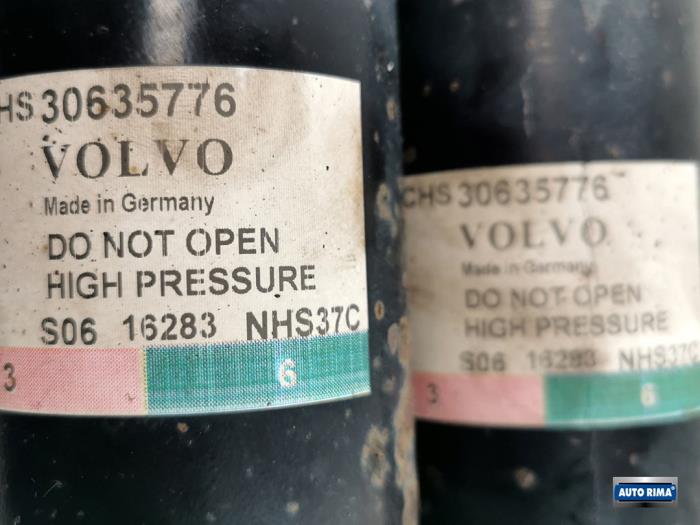 HS 30635776
VOLVO
Made in Germany
DO NOT OPEN
HIGH PRESSURE
S06 16283 NHS37C
3 6
CHS 30635776
VOLVO
Made in Germany
DO NOT OPEN
HIGH PRESSURE
S06 16283 NHS37C
3 6
AUTO RIMA